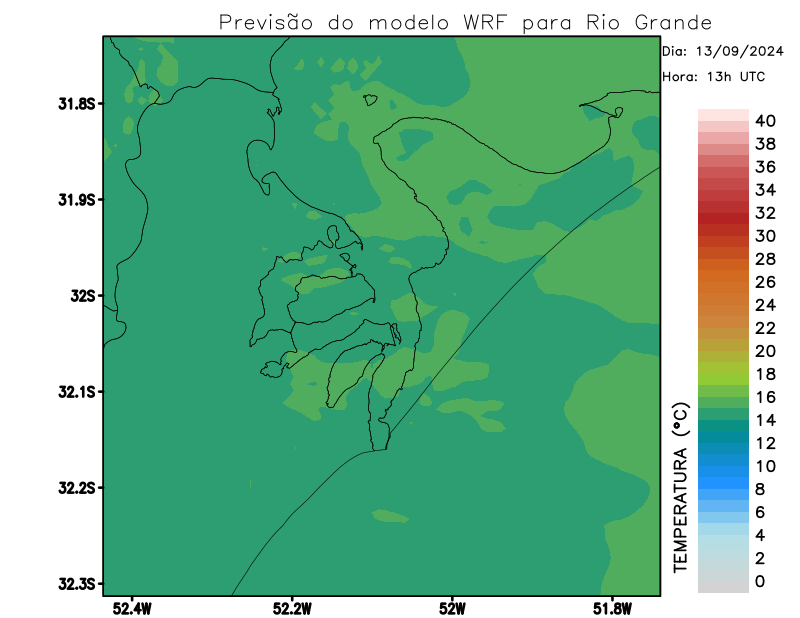 Previsão do modelo WRF para Rio Grande
Dia: 13/09/2024
Hora: 13h UTC
31.8S
31.9S
32S
32.1S
32.2S
32.3S
52.4W
52.2W
52W
51.8W
TEMPERATURA (°C)
40
38
36
34
32
30
28
26
24
22
20
18
16
14
12
10
8
6
4
2
0